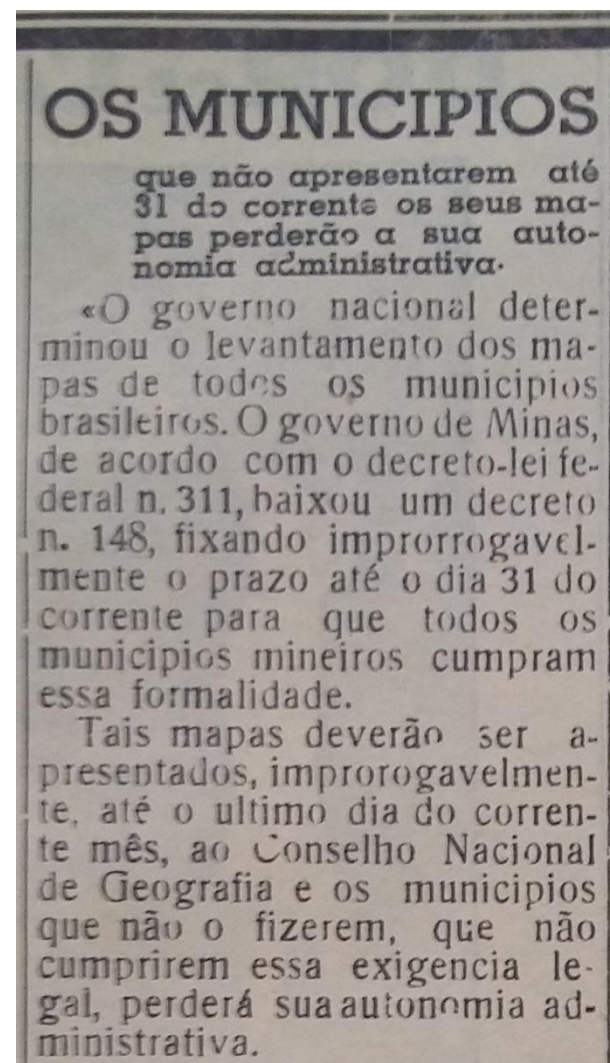 OS MUNICIPIOS
que não apresentarem até
31 do corrente os seus ma-
pas perderão a sua auto-
nomia administrativa.
«O governo nacional deter-
minou o levantamento dos ma-
pas de todos os municipios
brasileiros. O governo de Minas,
de acordo com o decreto-lei fe-
deral n. 311, baixou um decreto
n. 148, fixando improrrogavel-
mente o prazo até o dia 31 do
corrente para que todos os
municipios mineiros cumpram
essa formalidade.
Tais mapas deverão ser a-
presentados, improrogavelmen-
te, até o ultimo dia do corren-
te mês, ao Conselho Nacional
de Geografia e os municipios
que não o fizerem, que não
cumprirem essa exigencia le-
gal, perderá sua autonomia ad-
ministrativa.